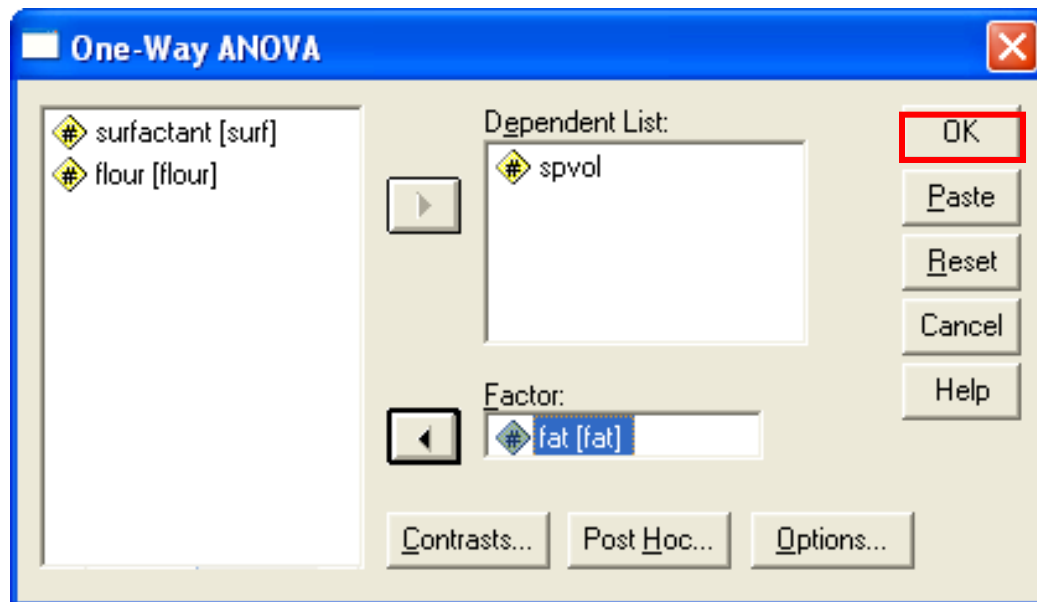 One-Way ANOVA
surfactant [surf]
flour [flour]
Dependent List:
spvol
Factor:
fat [fat]
OK
Paste
Reset
Cancel
Help
Contrasts...
Post Hoc...
Options...